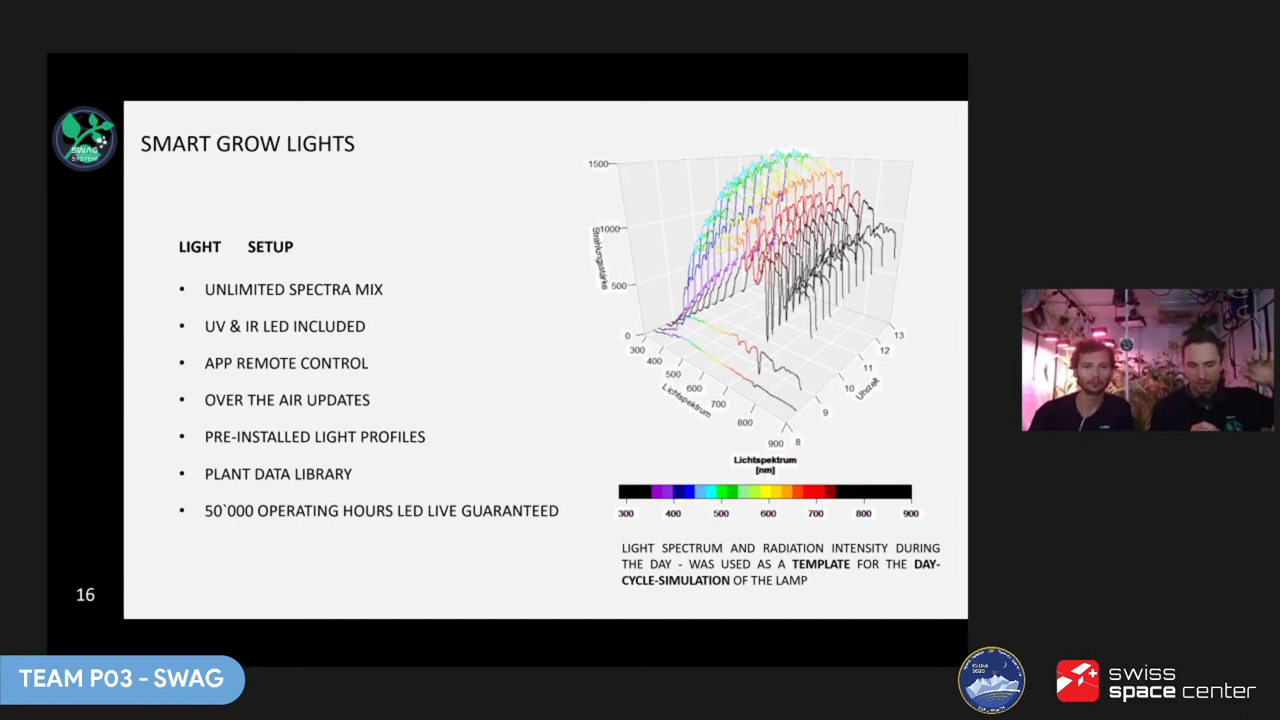 SWAG
SYSTEM
SMART GROW LIGHTS
LIGHT SETUP
• UNLIMITED SPECTRA MIX
• UV & IR LED INCLUDED
• APP REMOTE CONTROL
• OVER THE AIR UPDATES
• PRE-INSTALLED LIGHT PROFILES
• PLANT DATA LIBRARY
• 50`000 OPERATING HOURS LED LIVE GUARANTEED
1500
1000
500
0
Strahlungsstärke
300
400
500
600
700
800
900
Lichtspektrum
8
9
10
11
12
13
Uhrzeit
Lichtspektrum
[nm]
300 400 500 600 700 800 900
LIGHT SPECTRUM AND RADIATION INTENSITY DURING
THE DAY - WAS USED AS A TEMPLATE FOR THE DAY-
CYCLE-SIMULATION OF THE LAMP
16
TEAM P03 - SWAG
IGLUNA
2020
swiss
space center